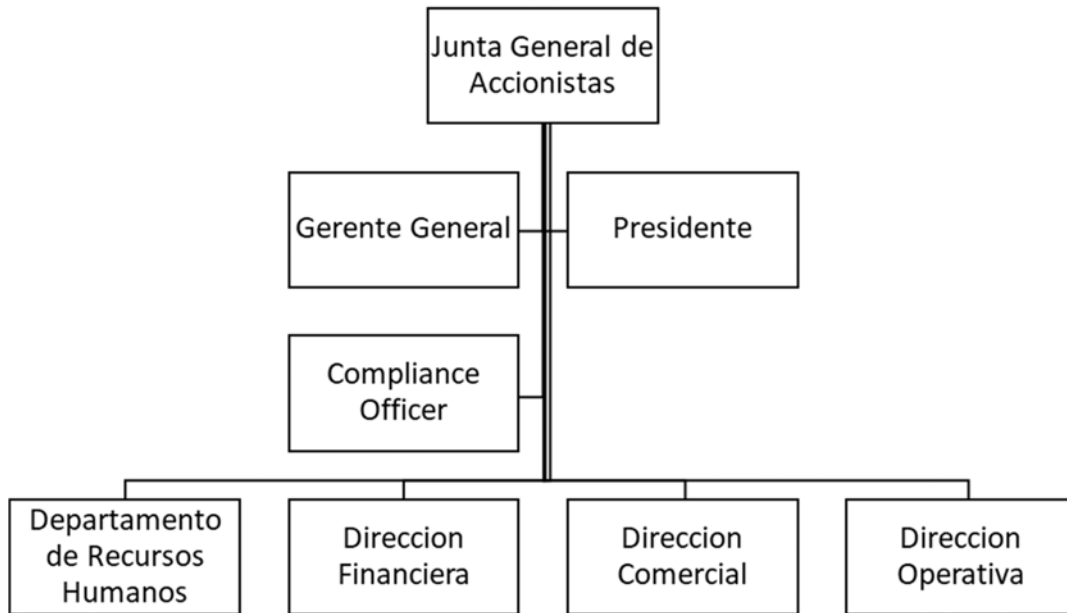 Junta General de
Accionistas
Gerente General
Presidente
Compliance
Officer
Departamento
de Recursos
Humanos
Direccion
Financiera
Direccion
Comercial
Direccion
Operativa